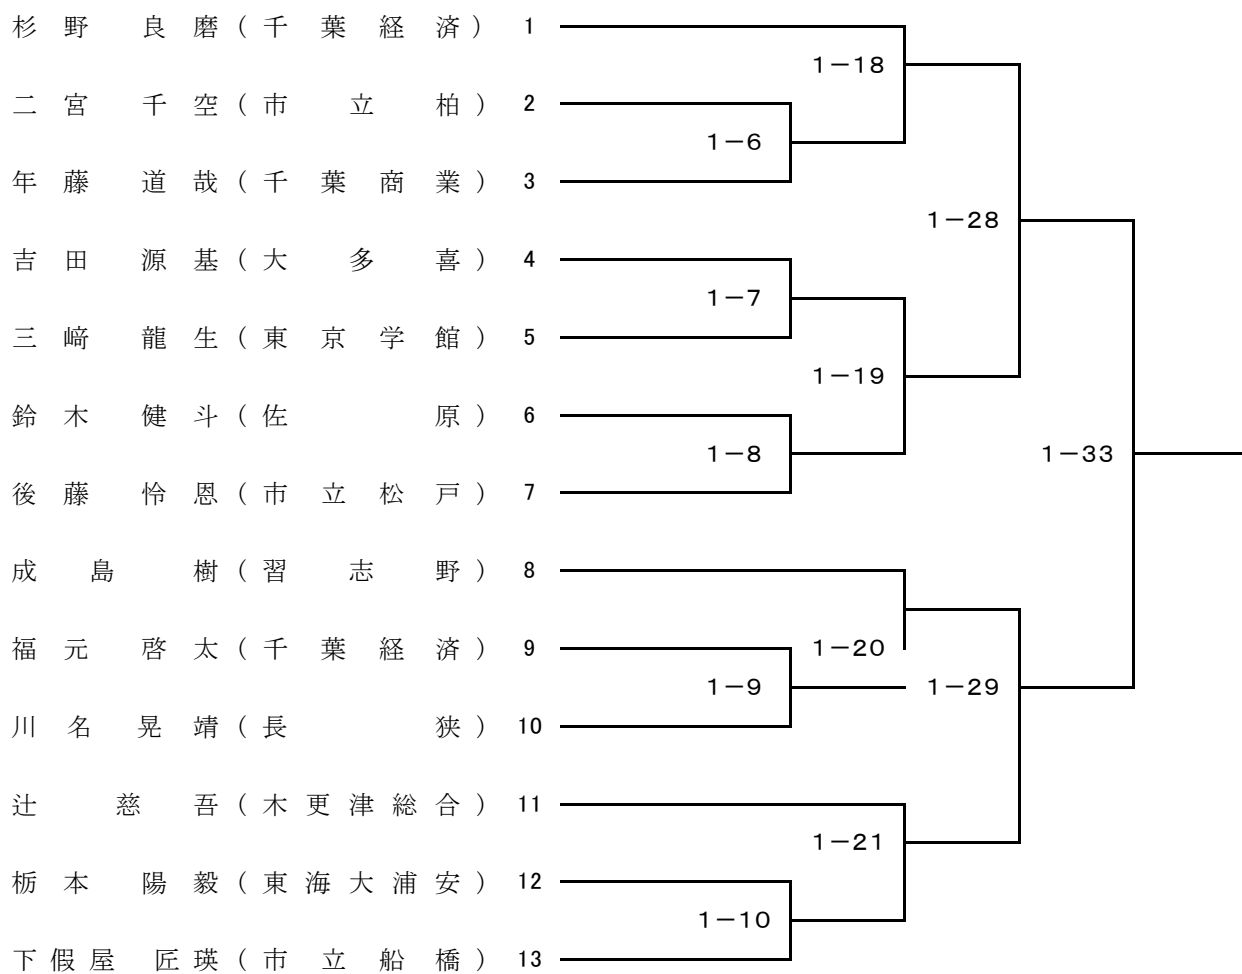 杉野 良磨(千葉経済) 1
1-18
二宮 千空(市立柏) 2
1-6
年藤 道哉(千葉商業) 3
1-28
吉田 源基(大多喜) 4
1-7
三﨑 龍生(東京学館) 5
1-19
鈴木 健斗(佐原) 6
1-8
1-33
後藤 怜恩(市立松戸) 7
成島 樹(習志野) 8
福元 啓太(千葉経済) 9
1-20
1-9
1-29
川名 晃靖(長狭) 10
辻 慈吾(木更津総合) 11
1-21
栃本 陽毅(東海大浦安) 12
1-10
下假屋 匠瑛(市立船橋) 13